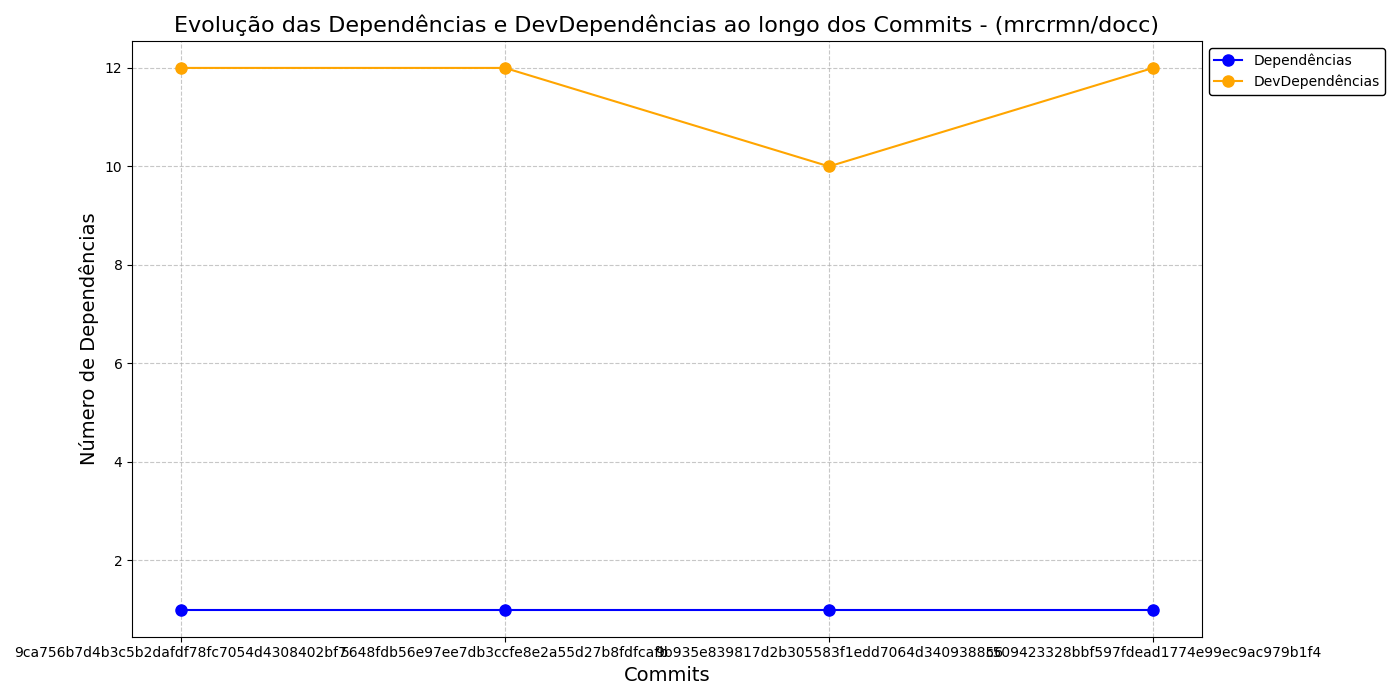 Evolução das Dependências e DevDependências ao longo dos Commits - (mrcrmn/docc)
Dependências
DevDependências
Número de Dependências
12
10
8
6
4
2
Commits